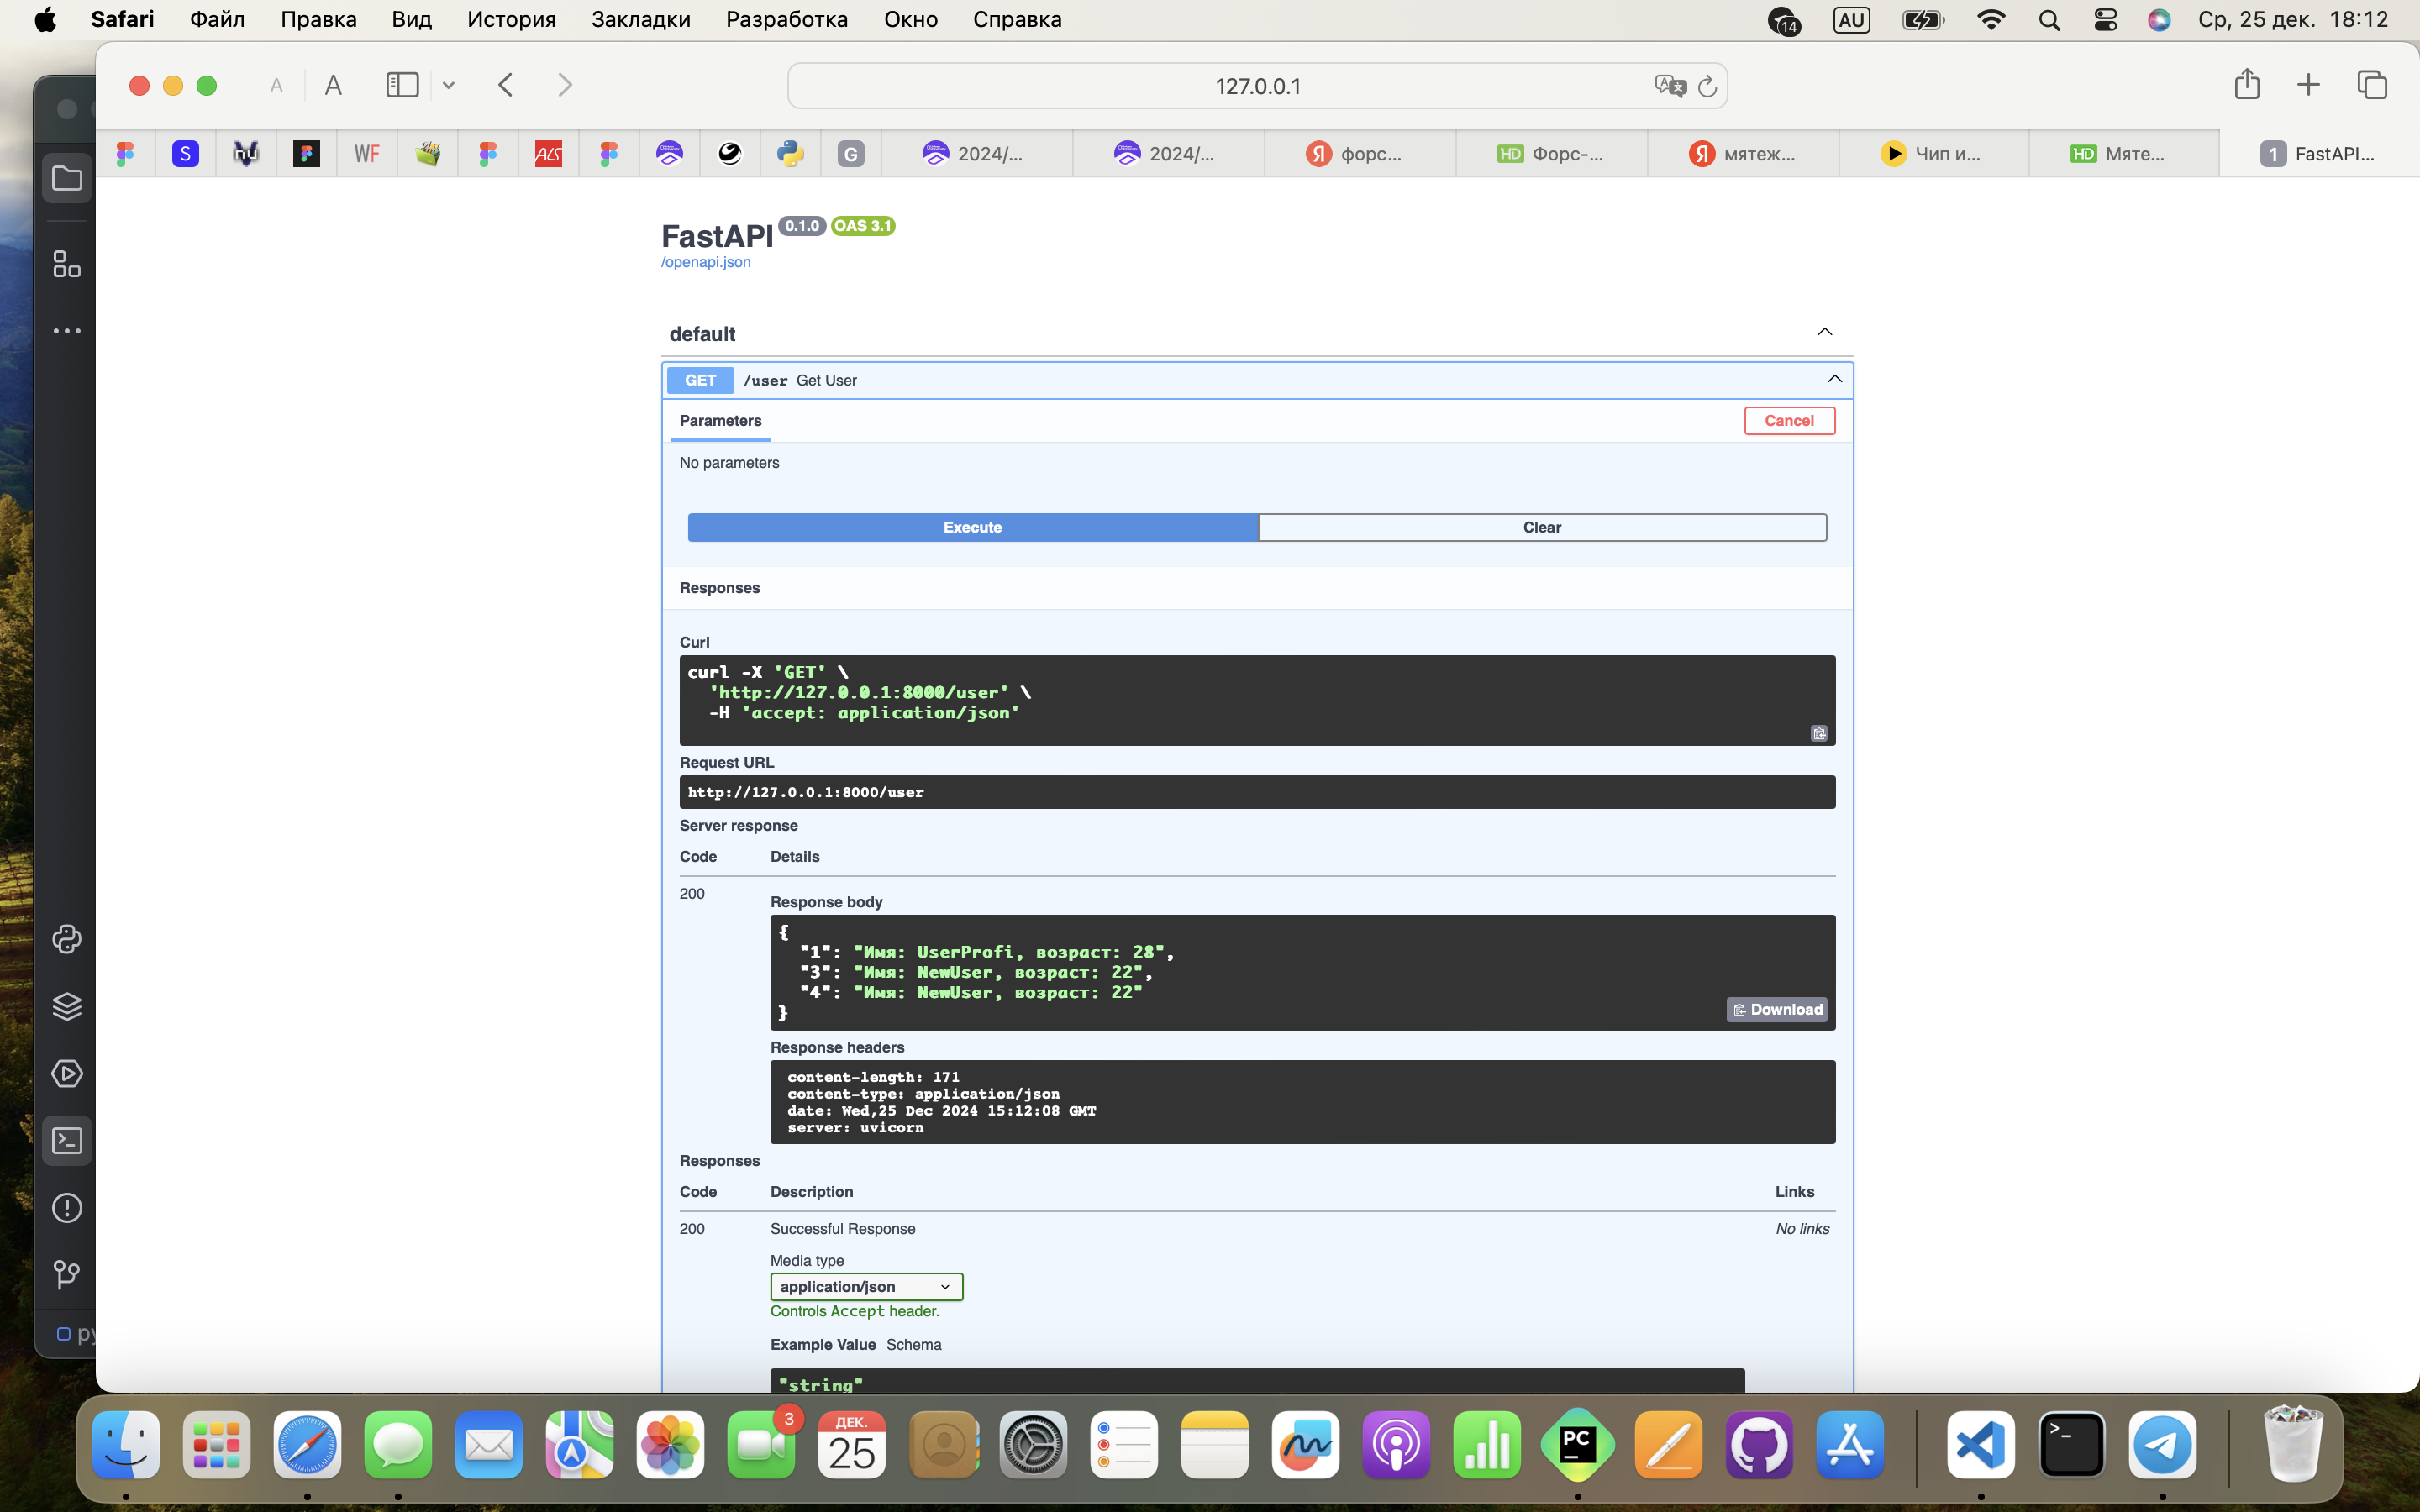 Safari Файл Правка Вид История Закладки Разработка Окно Справка 14 AU Ср, 25 дек. 18:12
A A 127.0.0.1
S nu WF ALS G 2024/... 2024/... Я форс... HD Форс-... Я мятеж... Чип и... HD Мяте... 1 FastAPI...
FastAPI 0.1.0 OAS 3.1
/openapi.json
default
GET /user Get User
Parameters Cancel
No parameters
Execute Clear
Responses
Curl
curl -X 'GET' \
'http://127.0.0.1:8000/user' \
-H 'accept: application/json'
Request URL
http://127.0.0.1:8000/user
Server response
Code Details
200
Response body
{
"1": "Имя: UserProfi, возраст: 28",
"3": "Имя: NewUser, возраст: 22",
"4": "Имя: NewUser, возраст: 22"
}
Download
Response headers
content-length: 171
content-type: application/json
date: Wed,25 Dec 2024 15:12:08 GMT
server: uvicorn
Responses
Code Description Links
200 Successful Response No links
Media type
application/json
Controls Accept header.
py
Example Value Schema
"string"
3 ДЕК. 25 PC >_